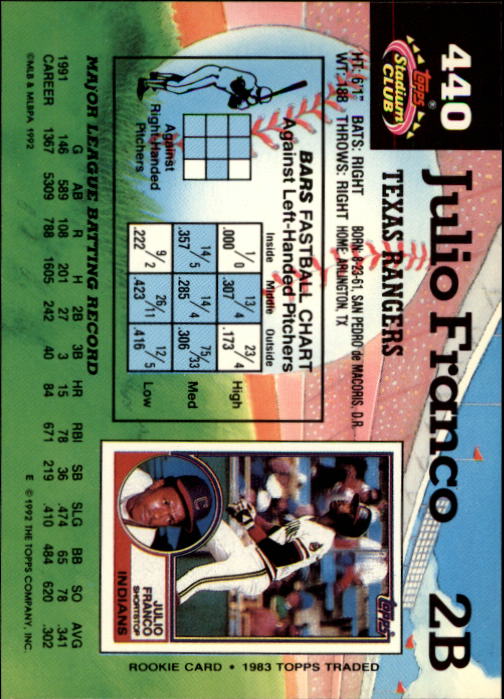 440
Topps
Stadium
CLUB
Julio Franco 2B
TEXAS RANGERS
HT: 6'1" BATS: RIGHT BORN: 8-23-61, SAN PEDRO de MACORIS, D.R.
WT: 188 THROWS: RIGHT HOME: ARLINGTON, TX
BARS FASTBALL CHART
Against Left-Handed Pitchers
Inside Middle Outside
1/0 13/4 23/4
.000 .307 .173 High
14/5 14/4 75/33
.357 .285 .306 Med
9/2 26/11 12/5
.222 .423 .416 Low
Against
Right-Handed
Pitchers
Topps
JULIO
FRANCO
SHORTSTOP
INDIANS
C
ROOKIE CARD • 1983 TOPPS TRADED
MAJOR LEAGUE BATTING RECORD
G AB R H 2B 3B HR RBI SB SLG BB SO AVG
1991 146 589 108 201 27 3 15 78 36 .474 65 78 .341
CAREER 1367 5309 788 1605 242 40 84 671 219 .410 484 620 .302
©MLB & MLBPA 1992 E © 1992 THE TOPPS COMPANY, INC.